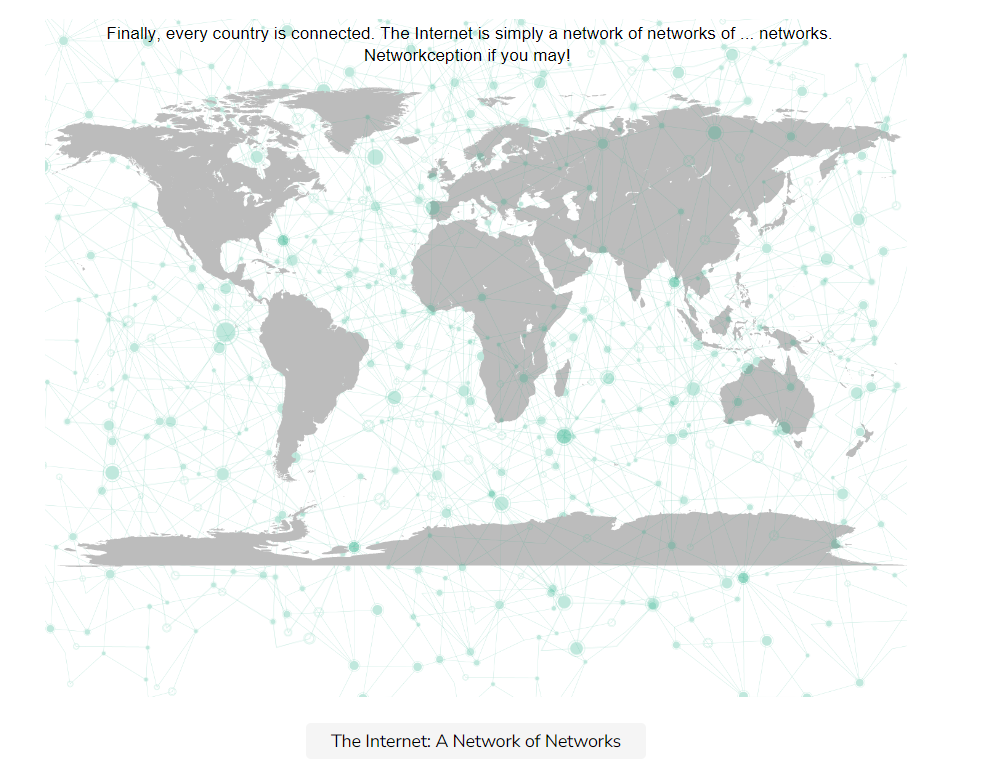 Finally, every country is connected. The Internet is simply a network of networks of ... networks.
Networkception if you may!
The Internet: A Network of Networks